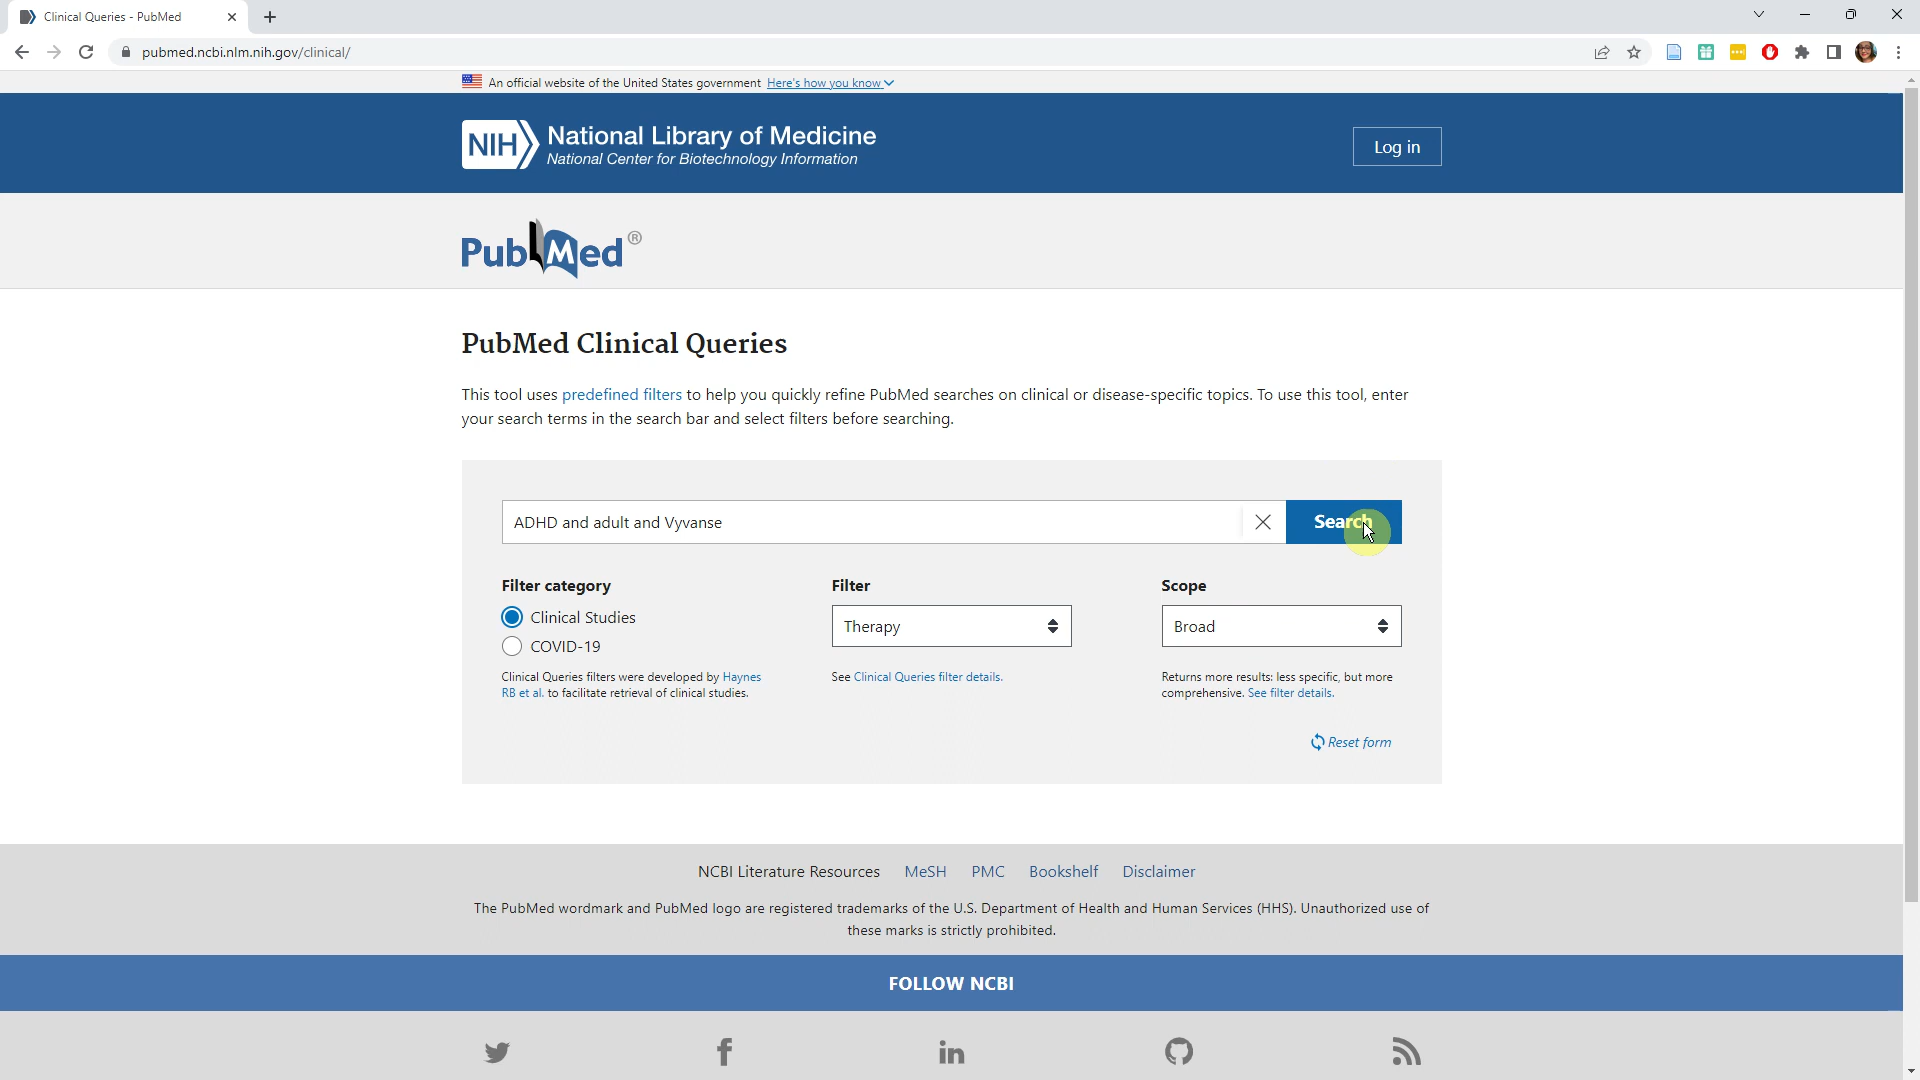 Clinical Queries - PubMed
pubmed.ncbi.nlm.nih.gov/clinical/
An official website of the United States government Here's how you know
NIH National Library of Medicine
National Center for Biotechnology Information
Log in
PubMed®
PubMed Clinical Queries
This tool uses predefined filters to help you quickly refine PubMed searches on clinical or disease-specific topics. To use this tool, enter
your search terms in the search bar and select filters before searching.
ADHD and adult and Vyvanse
Search
Filter category
Filter
Scope
Clinical Studies
Therapy
Broad
COVID-19
Clinical Queries filters were developed by Haynes
RB et al. to facilitate retrieval of clinical studies.
See Clinical Queries filter details.
Returns more results: less specific, but more
comprehensive. See filter details.
Reset form
NCBI Literature Resources MeSH PMC Bookshelf Disclaimer
The PubMed wordmark and PubMed logo are registered trademarks of the U.S. Department of Health and Human Services (HHS). Unauthorized use of
these marks is strictly prohibited.
FOLLOW NCBI